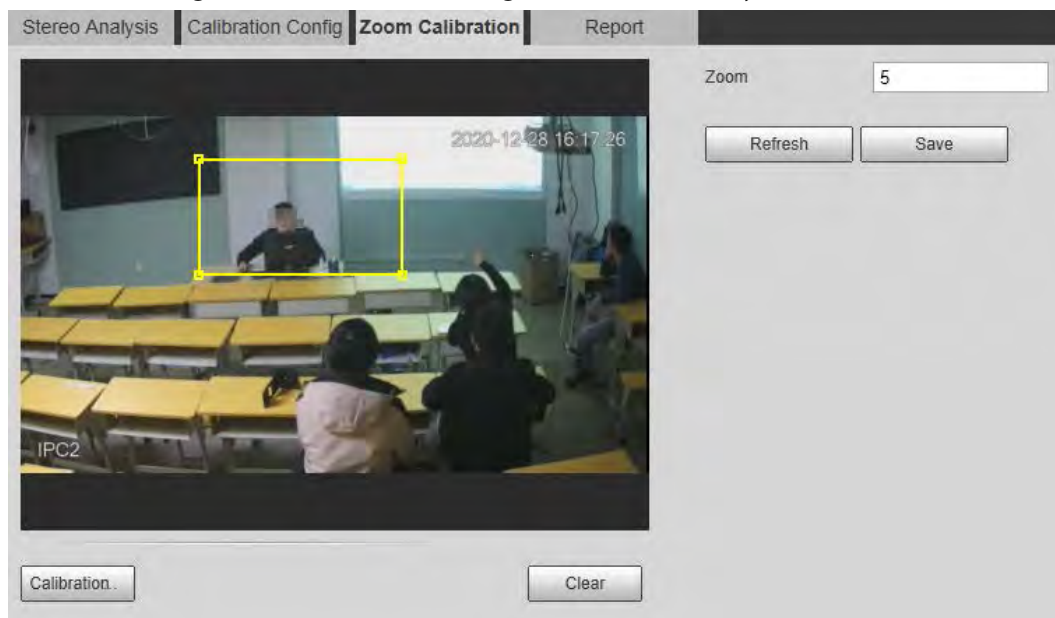 Stereo Analysis Calibration Config Zoom Calibration Report
Zoom 5
2020-12-28 16:17:26
Refresh Save
IPC2
Calibration.. Clear